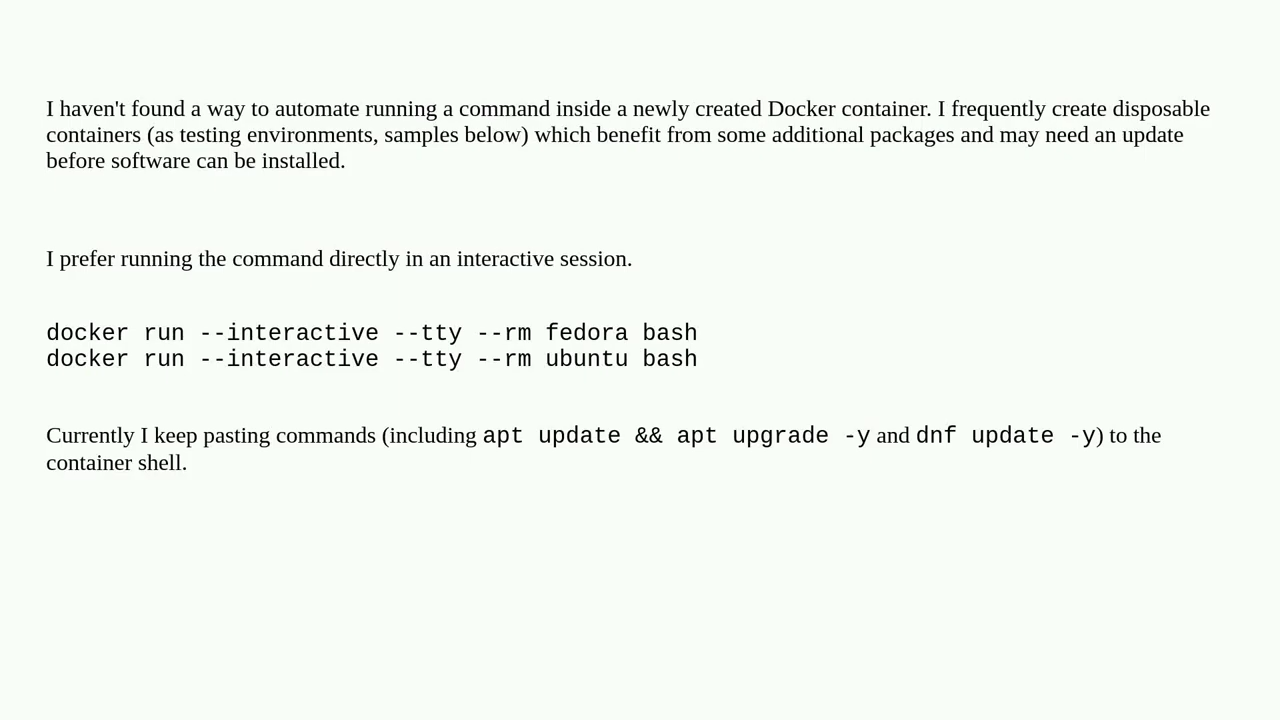 I haven't found a way to automate running a command inside a newly created Docker container. I frequently create disposable
containers (as testing environments, samples below) which benefit from some additional packages and may need an update
before software can be installed.
I prefer running the command directly in an interactive session.
docker run --interactive --tty --rm fedora bash
docker run --interactive --tty --rm ubuntu bash
Currently I keep pasting commands (including apt update && apt upgrade -y and dnf update -y) to the
container shell.